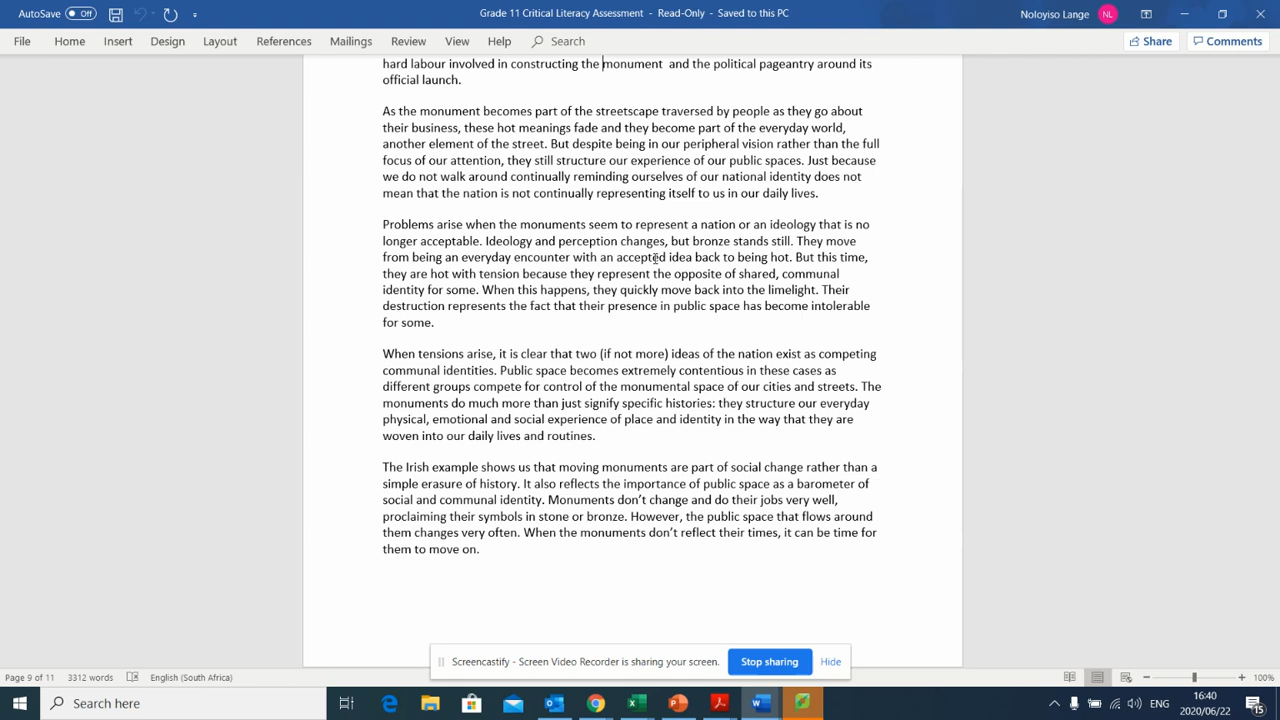 AutoSave Off Grade 11 Critical Literacy Assessment - Read-Only - Saved to this PC Noloyiso Lange NL
File Home Insert Design Layout References Mailings Review View Help Search Share Comments
hard labour involved in constructing the monument and the political pageantry around its
official launch.
As the monument becomes part of the streetscape traversed by people as they go about
their business, these hot meanings fade and they become part of the everyday world,
another element of the street. But despite being in our peripheral vision rather than the full
focus of our attention, they still structure our experience of our public spaces. Just because
we do not walk around continually reminding ourselves of our national identity does not
mean that the nation is not continually representing itself to us in our daily lives.
Problems arise when the monuments seem to represent a nation or an ideology that is no
longer acceptable. Ideology and perception changes, but bronze stands still. They move
from being an everyday encounter with an accepted idea back to being hot. But this time,
they are hot with tension because they represent the opposite of shared, communal
identity for some. When this happens, they quickly move back into the limelight. Their
destruction represents the fact that their presence in public space has become intolerable
for some.
When tensions arise, it is clear that two (if not more) ideas of the nation exist as competing
communal identities. Public space becomes extremely contentious in these cases as
different groups compete for control of the monumental space of our cities and streets. The
monuments do much more than just signify specific histories: they structure our everyday
physical, emotional and social experience of place and identity in the way that they are
woven into our daily lives and routines.
The Irish example shows us that moving monuments are part of social change rather than a
simple erasure of history. It also reflects the importance of public space as a barometer of
social and communal identity. Monuments don't change and do their jobs very well,
proclaiming their symbols in stone or bronze. However, the public space that flows around
them changes very often. When the monuments don't reflect their times, it can be time for
them to move on.
Screencastify - Screen Video Recorder is sharing your screen. Stop sharing Hide
Page 9 of 11 3312 words English (South Africa) 100%
Type here to search ENG 16:40
2020/06/22 15